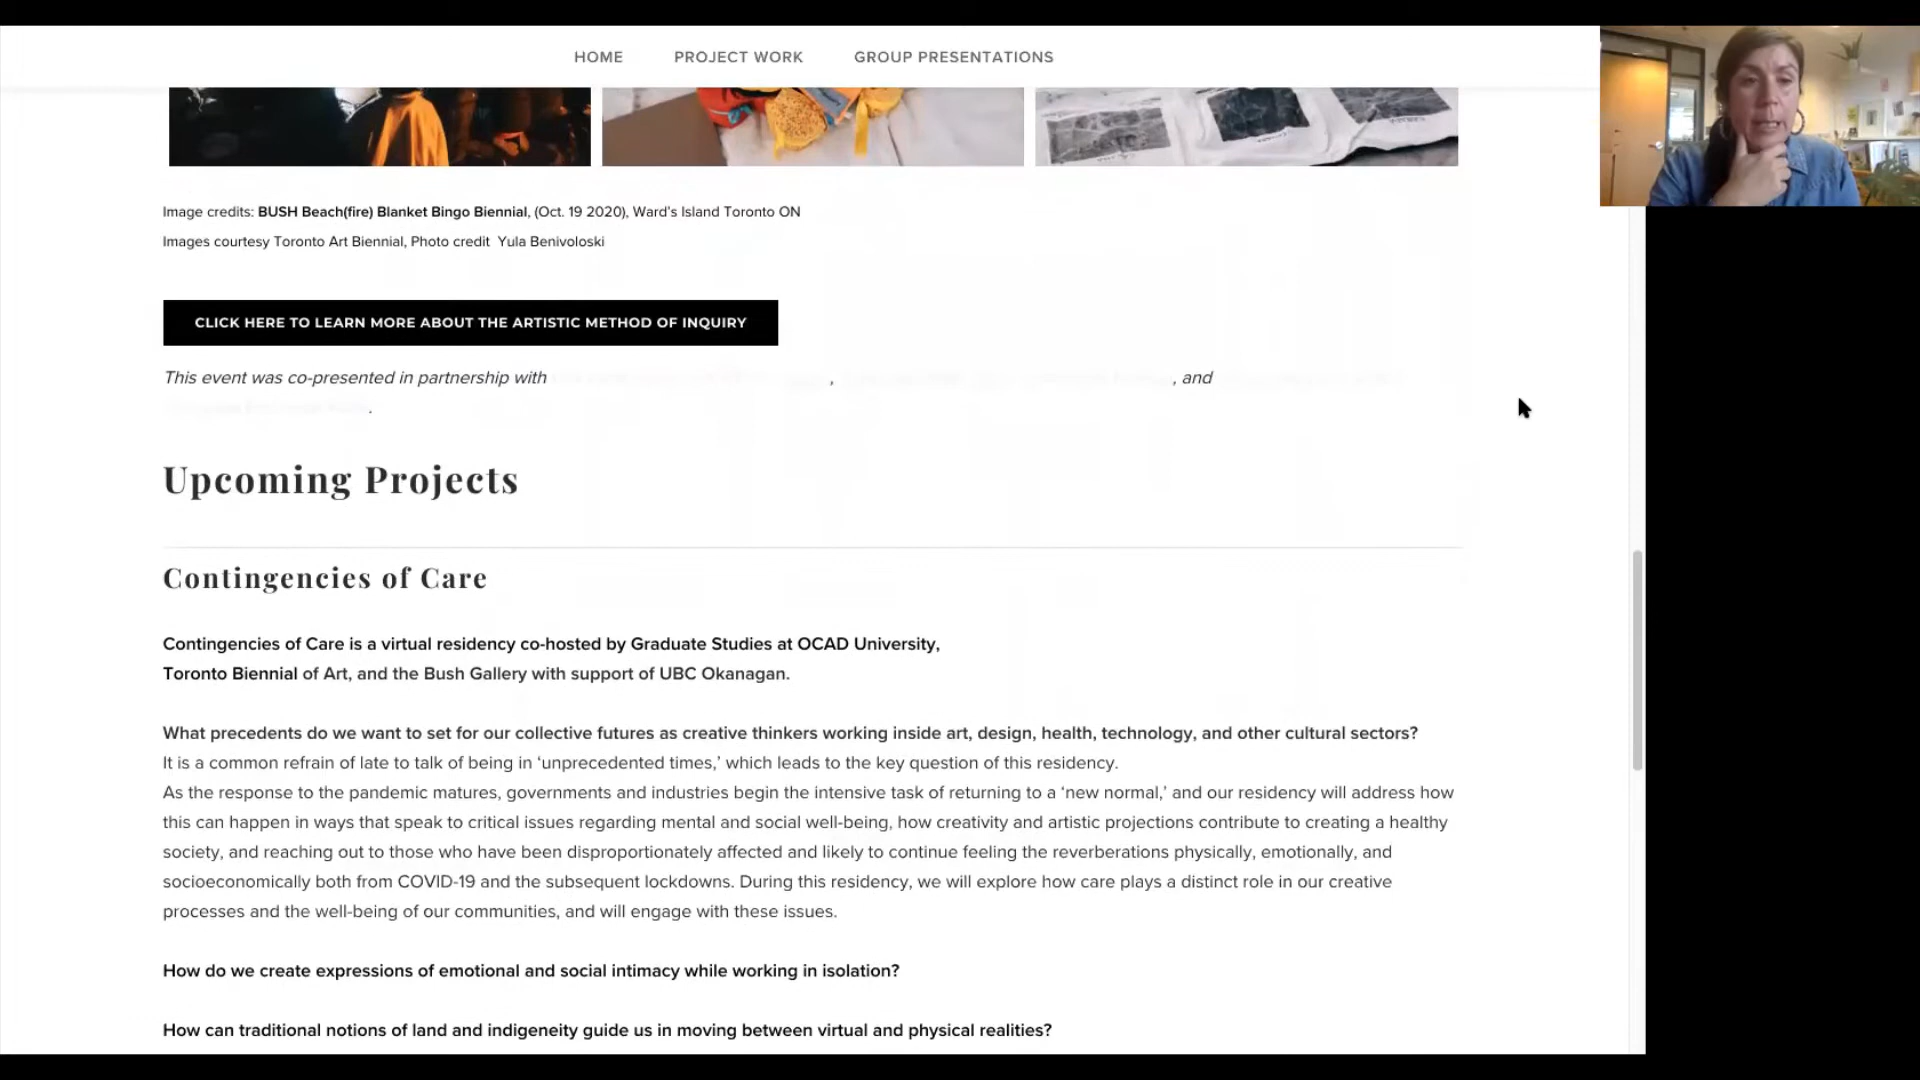 HOME PROJECT WORK GROUP PRESENTATIONS
Image credits: BUSH Beach(fire) Blanket Bingo Biennial, (Oct. 19 2020), Ward's Island Toronto ON
Images courtesy Toronto Art Biennial, Photo credit Yula Benivoloski
CLICK HERE TO LEARN MORE ABOUT THE ARTISTIC METHOD OF INQUIRY
This event was co-presented in partnership with , , and
.
Upcoming Projects
Contingencies of Care
Contingencies of Care is a virtual residency co-hosted by Graduate Studies at OCAD University,
Toronto Biennial of Art, and the Bush Gallery with support of UBC Okanagan.
What precedents do we want to set for our collective futures as creative thinkers working inside art, design, health, technology, and other cultural sectors?
It is a common refrain of late to talk of being in ‘unprecedented times,’ which leads to the key question of this residency.
As the response to the pandemic matures, governments and industries begin the intensive task of returning to a ‘new normal,’ and our residency will address how
this can happen in ways that speak to critical issues regarding mental and social well-being, how creativity and artistic projections contribute to creating a healthy
society, and reaching out to those who have been disproportionately affected and likely to continue feeling the reverberations physically, emotionally, and
socioeconomically both from COVID-19 and the subsequent lockdowns. During this residency, we will explore how care plays a distinct role in our creative
processes and the well-being of our communities, and will engage with these issues.
How do we create expressions of emotional and social intimacy while working in isolation?
How can traditional notions of land and indigeneity guide us in moving between virtual and physical realities?